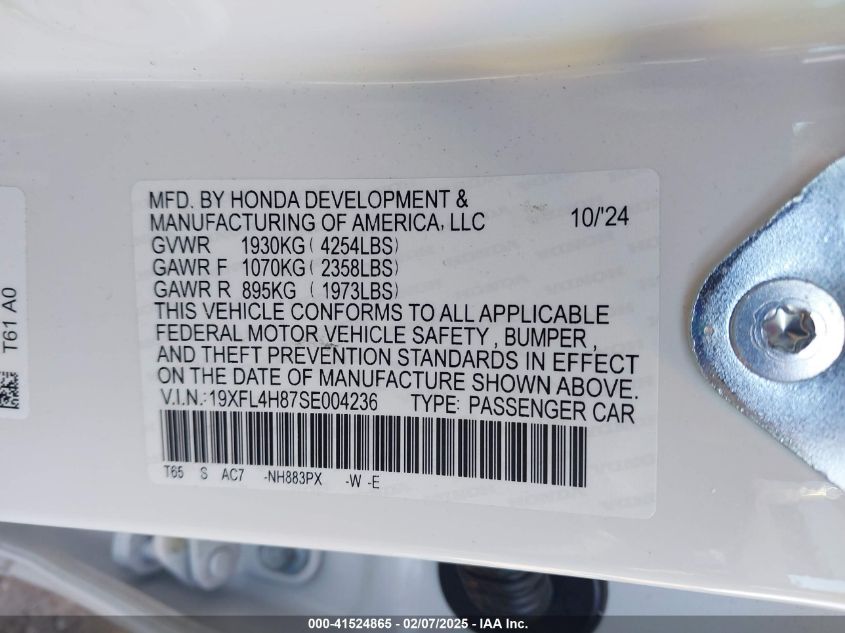 T61 A0
MFD. BY HONDA DEVELOPMENT &
MANUFACTURING OF AMERICA, LLC 10/'24
GVWR 1930KG ( 4254LBS)
GAWR F 1070KG ( 2358LBS)
GAWR R 895KG ( 1973LBS)
THIS VEHICLE CONFORMS TO ALL APPLICABLE
FEDERAL MOTOR VEHICLE SAFETY , BUMPER ,
AND THEFT PREVENTION STANDARDS IN EFFECT
ON THE DATE OF MANUFACTURE SHOWN ABOVE.
V.I.N.: 19XFL4H87SE004236 TYPE: PASSENGER CAR
T65 S AC7 -NH883PX -W -E
000-41524865 02/07/2025 - IAAI Inc.